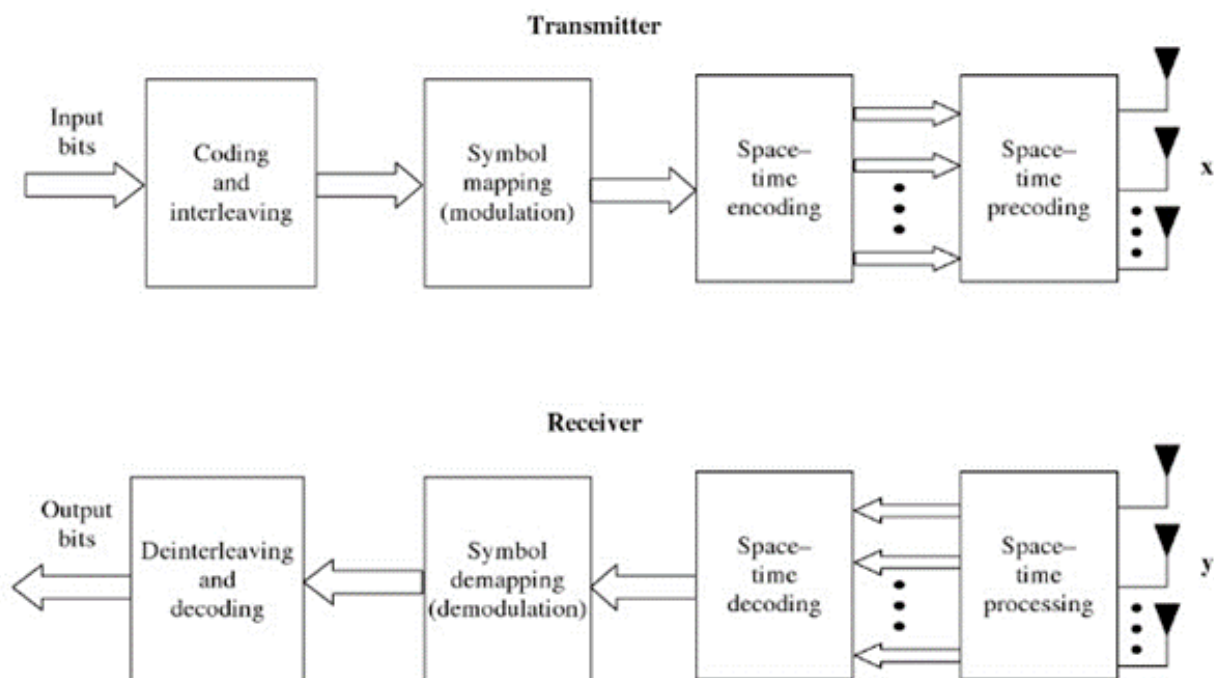 Transmitter
Input
bits
Coding
and
interleaving
Symbol
mapping
(modulation)
Space–
time
encoding
Space–
time
precoding
x
Receiver
Output
bits
Deinterleaving
and
decoding
Symbol
demapping
(demodulation)
Space–
time
decoding
Space–
time
processing
y